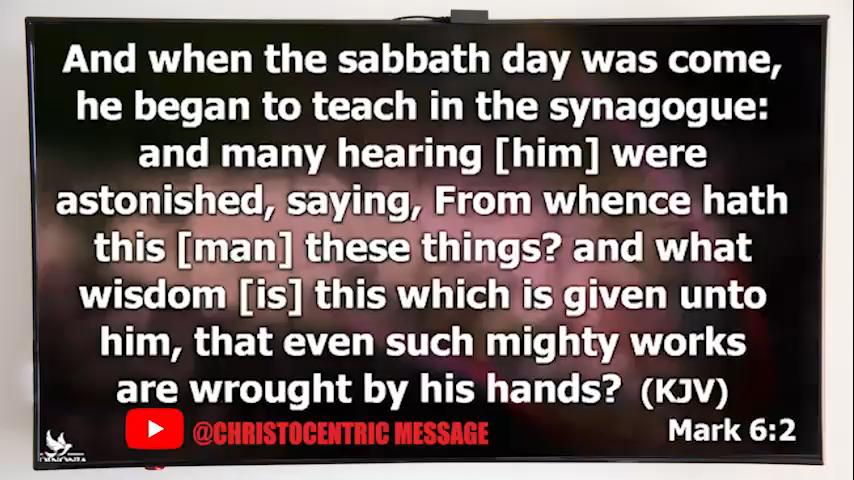 And when the sabbath day was come,
he began to teach in the synagogue:
and many hearing [him] were
astonished, saying, From whence hath
this [man] these things? and what
wisdom [is] this which is given unto
him, that even such mighty works
are wrought by his hands? (KJV)
Mark 6:2
@CHRISTOCENTRIC MESSAGE